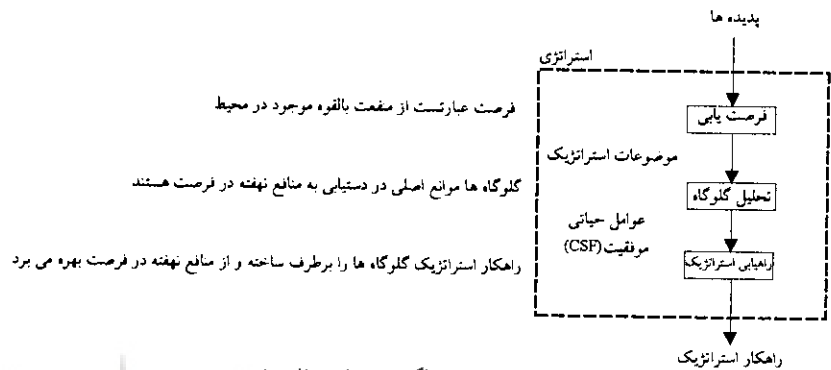 پدیده ها
استراتژی
فرصت یابی
فرصت عبارتست از منفعت بالقوه موجود در محیط
موضوعات استراتژیک
تحلیل گلوگاه
گلوگاه ها موانع اصلی در دستیابی به منافع نهفته در فرصت هستند
عوامل حیاتی
موفقیت(CSF)
راهیابی استراتژیک
راهکار استراتژیک گلوگاه ها را برطرف ساخته و از منافع نهفته در فرصت بهره می برد
راهکار استراتژیک